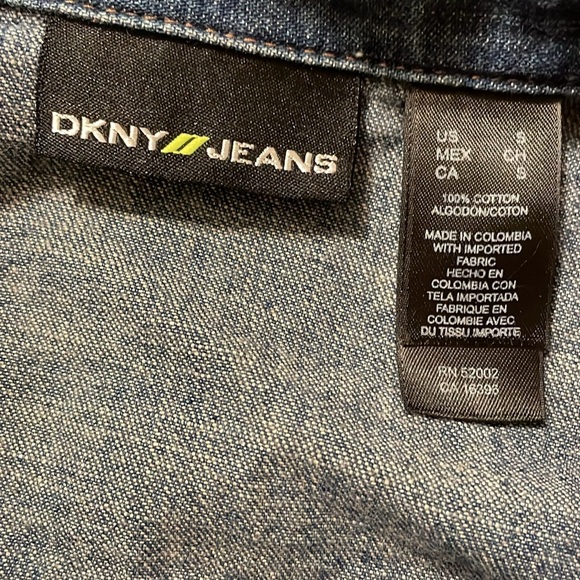 DKNY//JEANS
US S
MEX CH
CA S
100% COTTON
ALGODÓN/COTON
MADE IN COLOMBIA
WITH IMPORTED
FABRIC
HECHO EN
COLOMBIA CON
TELA IMPORTADA
FABRIQUE EN
COLOMBIE AVEC
DU TISSU IMPORTE
RN 52002
CA 16395